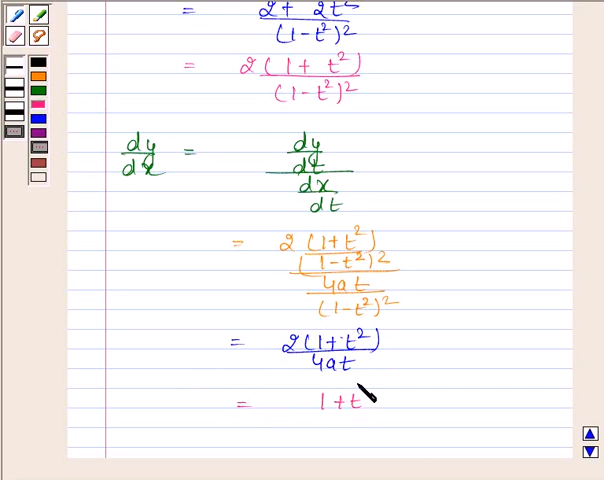 = 2 + 2t² / (1-t²)²
= 2(1+t²) / (1-t²)²
dy/dx = dy/dt / dx/dt
= 2(1+t²)/(1-t²)² / 4at/(1-t²)²
= 2(1+t²) / 4at
= 1+t